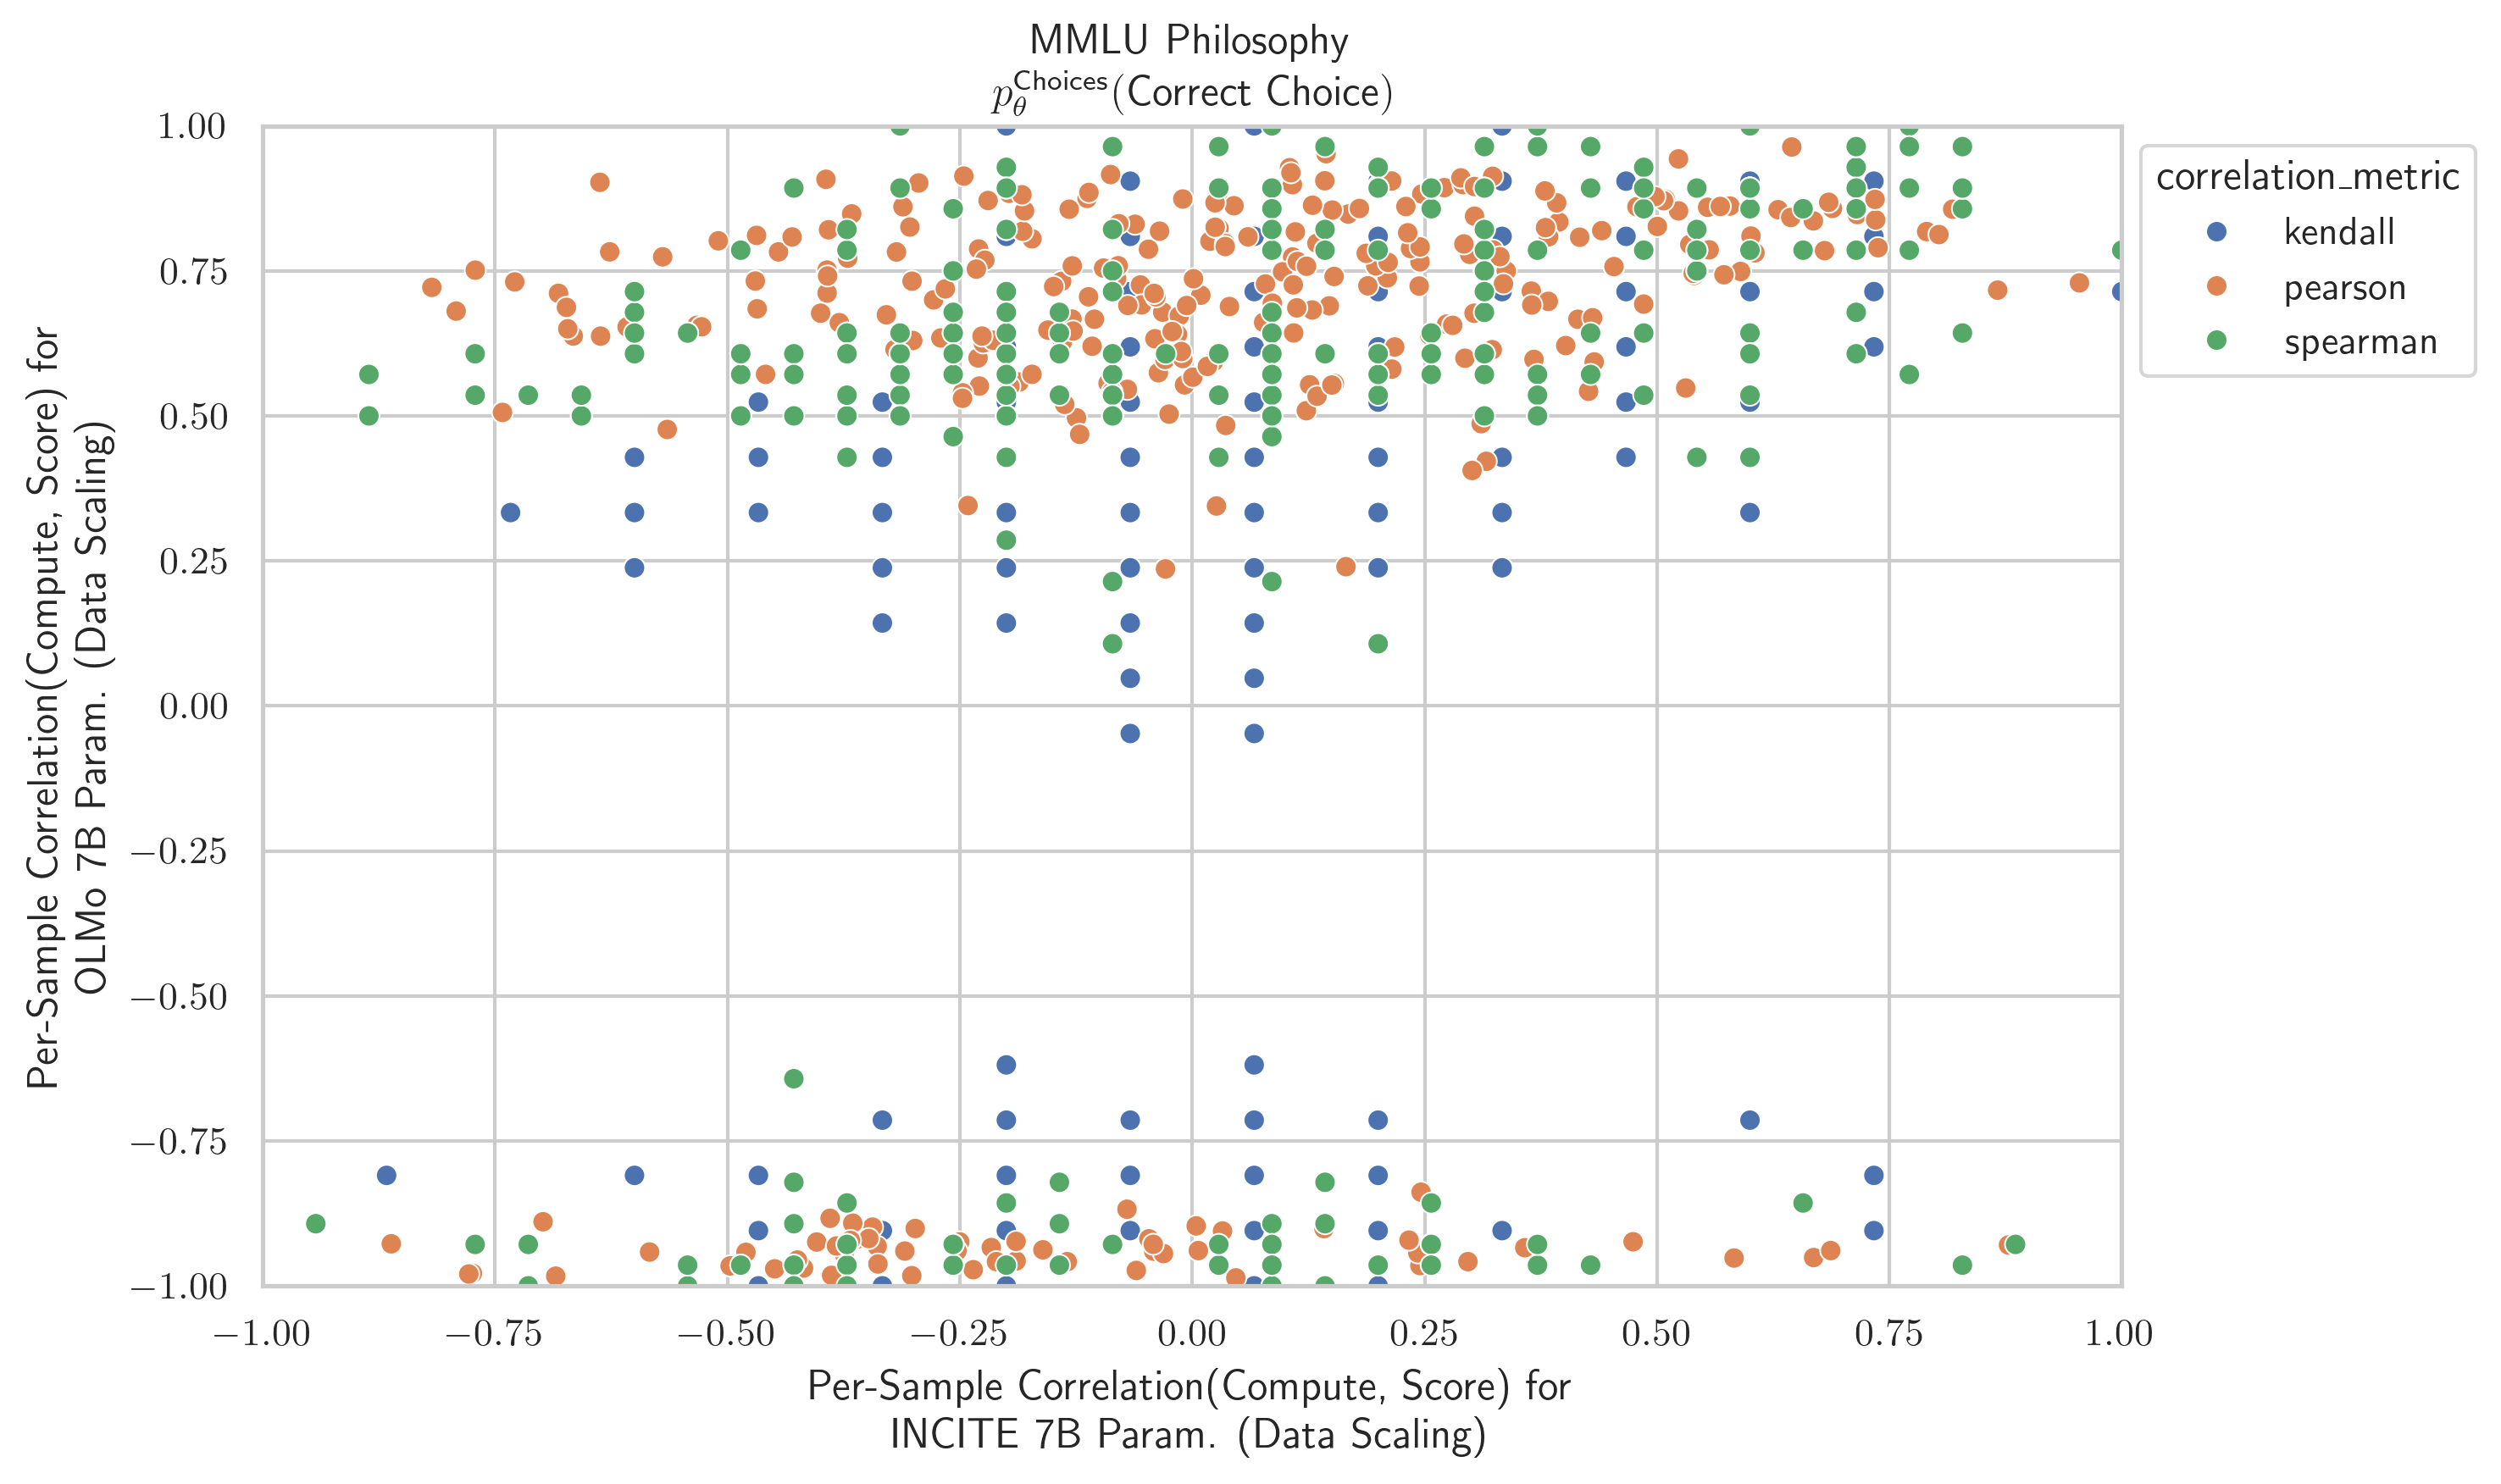 MMLU Philosophy
p_θ^Choices(Correct Choice)
1.00
0.75
0.50
0.25
0.00
−0.25
−0.50
−0.75
−1.00
Per-Sample Correlation(Compute, Score) for
OLMo 7B Param. (Data Scaling)
correlation_metric
kendall
pearson
spearman
−1.00 −0.75 −0.50 −0.25 0.00 0.25 0.50 0.75 1.00
Per-Sample Correlation(Compute, Score) for
INCITE 7B Param. (Data Scaling)